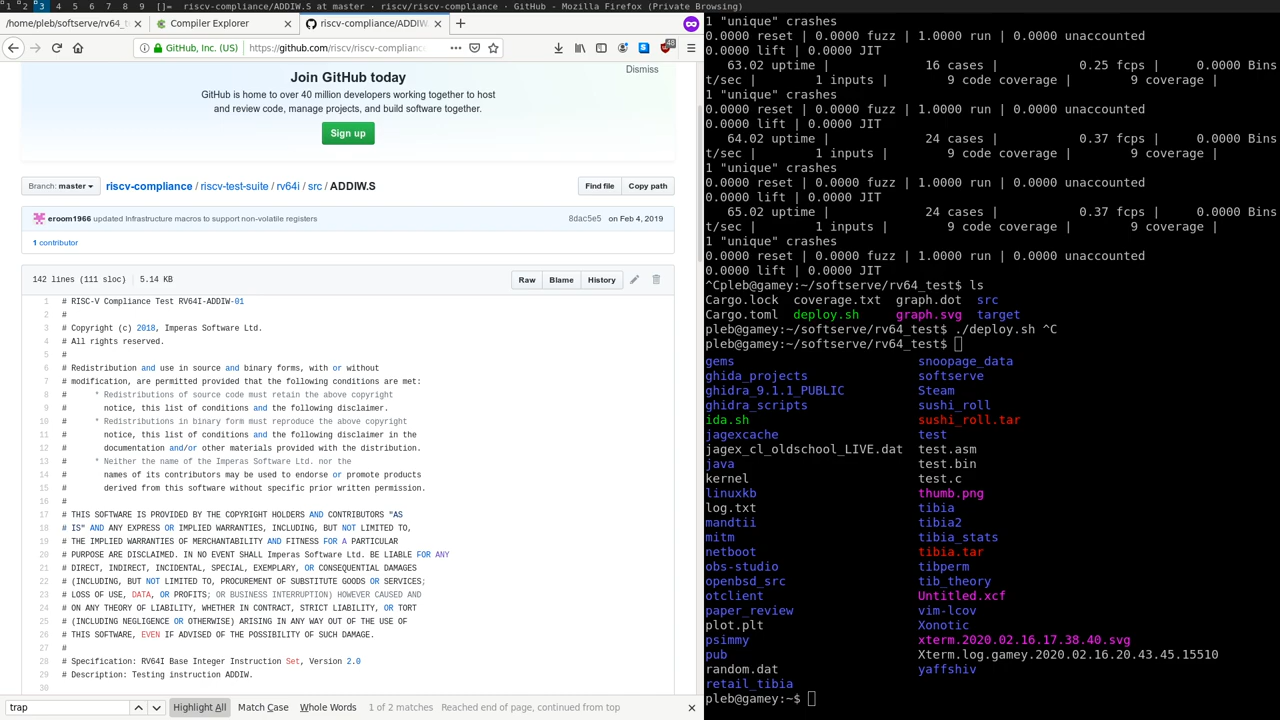 1 2 3 4 5 6 7 8 9 []= riscv-compliance/ADDIW.S at master · riscv/riscv-compliance · GitHub - Mozilla Firefox (Private Browsing)
/home/pleb/softserve/rv64_ Compiler Explorer riscv-compliance/ADDIW.
GitHub, Inc. (US) https://github.com/riscv/riscv-compliance
48
Dismiss
Join GitHub today
GitHub is home to over 40 million developers working together to host
and review code, manage projects, and build software together.
Sign up
Branch: master riscv-compliance / riscv-test-suite / rv64i / src / ADDIW.S Find file Copy path
eroom1966 updated Infrastructure macros to support non-volatile registers 8dac5e5 on Feb 4, 2019
1 contributor
142 lines (111 sloc) 5.14 KB Raw Blame History
1 # RISC-V Compliance Test RV64I-ADDIW-01
2 #
3 # Copyright (c) 2018, Imperas Software Ltd.
4 # All rights reserved.
5 #
6 # Redistribution and use in source and binary forms, with or without
7 # modification, are permitted provided that the following conditions are met:
8 # * Redistributions of source code must retain the above copyright
9 # notice, this list of conditions and the following disclaimer.
10 # * Redistributions in binary form must reproduce the above copyright
11 # notice, this list of conditions and the following disclaimer in the
12 # documentation and/or other materials provided with the distribution.
13 # * Neither the name of the Imperas Software Ltd. nor the
14 # names of its contributors may be used to endorse or promote products
15 # derived from this software without specific prior written permission.
16 #
17 # THIS SOFTWARE IS PROVIDED BY THE COPYRIGHT HOLDERS AND CONTRIBUTORS "AS
18 # IS" AND ANY EXPRESS OR IMPLIED WARRANTIES, INCLUDING, BUT NOT LIMITED TO,
19 # THE IMPLIED WARRANTIES OF MERCHANTABILITY AND FITNESS FOR A PARTICULAR
20 # PURPOSE ARE DISCLAIMED. IN NO EVENT SHALL Imperas Software Ltd. BE LIABLE FOR ANY
21 # DIRECT, INDIRECT, INCIDENTAL, SPECIAL, EXEMPLARY, OR CONSEQUENTIAL DAMAGES
22 # (INCLUDING, BUT NOT LIMITED TO, PROCUREMENT OF SUBSTITUTE GOODS OR SERVICES;
23 # LOSS OF USE, DATA, OR PROFITS; OR BUSINESS INTERRUPTION) HOWEVER CAUSED AND
24 # ON ANY THEORY OF LIABILITY, WHETHER IN CONTRACT, STRICT LIABILITY, OR TORT
25 # (INCLUDING NEGLIGENCE OR OTHERWISE) ARISING IN ANY WAY OUT OF THE USE OF
26 # THIS SOFTWARE, EVEN IF ADVISED OF THE POSSIBILITY OF SUCH DAMAGE.
27 #
28 # Specification: RV64I Base Integer Instruction Set, Version 2.0
29 # Description: Testing instruction ADDIW.
30
trap Highlight All Match Case Whole Words 1 of 2 matches Reached end of page, continued from top
1 "unique" crashes
0.0000 reset | 0.0000 fuzz | 1.0000 run | 0.0000 unaccounted
0.0000 lift | 0.0000 JIT
63.02 uptime | 16 cases | 0.25 fcps | 0.0000 Bins
t/sec | 1 inputs | 9 code coverage | 9 coverage |
1 "unique" crashes
0.0000 reset | 0.0000 fuzz | 1.0000 run | 0.0000 unaccounted
0.0000 lift | 0.0000 JIT
64.02 uptime | 24 cases | 0.37 fcps | 0.0000 Bins
t/sec | 1 inputs | 9 code coverage | 9 coverage |
1 "unique" crashes
0.0000 reset | 0.0000 fuzz | 1.0000 run | 0.0000 unaccounted
0.0000 lift | 0.0000 JIT
65.02 uptime | 24 cases | 0.37 fcps | 0.0000 Bins
t/sec | 1 inputs | 9 code coverage | 9 coverage |
1 "unique" crashes
0.0000 reset | 0.0000 fuzz | 1.0000 run | 0.0000 unaccounted
0.0000 lift | 0.0000 JIT
^Cpleb@gamey:~/softserve/rv64_test$ ls
Cargo.lock coverage.txt graph.dot src
Cargo.toml deploy.sh graph.svg target
pleb@gamey:~/softserve/rv64_test$ ./deploy.sh ^C
pleb@gamey:~/softserve/rv64_test$
gems snoopage_data
ghida_projects softserve
ghidra_9.1.1_PUBLIC Steam
ghidra_scripts sushi_roll
ida.sh sushi_roll.tar
jagexcache test
jagex_cl_oldschool_LIVE.dat test.asm
java test.bin
kernel test.c
linuxkb thumb.png
log.txt tibia
mandtii tibia2
mitm tibia_stats
netboot tibia.tar
obs-studio tibperm
openbsd_src tib_theory
otclient Untitled.xcf
paper_review vim-lcov
plot.plt Xonotic
psimmy xterm.2020.02.16.17.38.40.svg
pub Xterm.log.gamey.2020.02.16.20.43.45.15510
random.dat yaffshiv
retail_tibia
pleb@gamey:~$